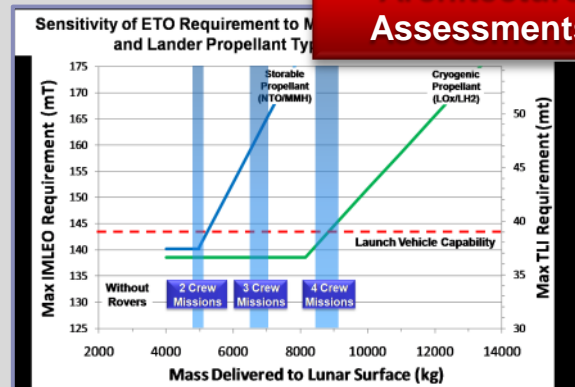 Assessments
Sensitivity of ETO Requirement to
and Lander Propellant
Max IMLEO Requirement (mT)
175
170
165
160
155
150
145
140
135
130
125
Storable
Propellant
(NTO/MMH)
Cryogenic
Propellant
(LOx/LH2)
Launch Vehicle Capability
Without
Rovers
2 Crew
Missions
3 Crew
Missions
4 Crew
Missions
50
45
40
35
30
Max TLI Requirement (mt)
2000
4000
6000
8000
10000
12000
14000
Mass Delivered to Lunar Surface (kg)